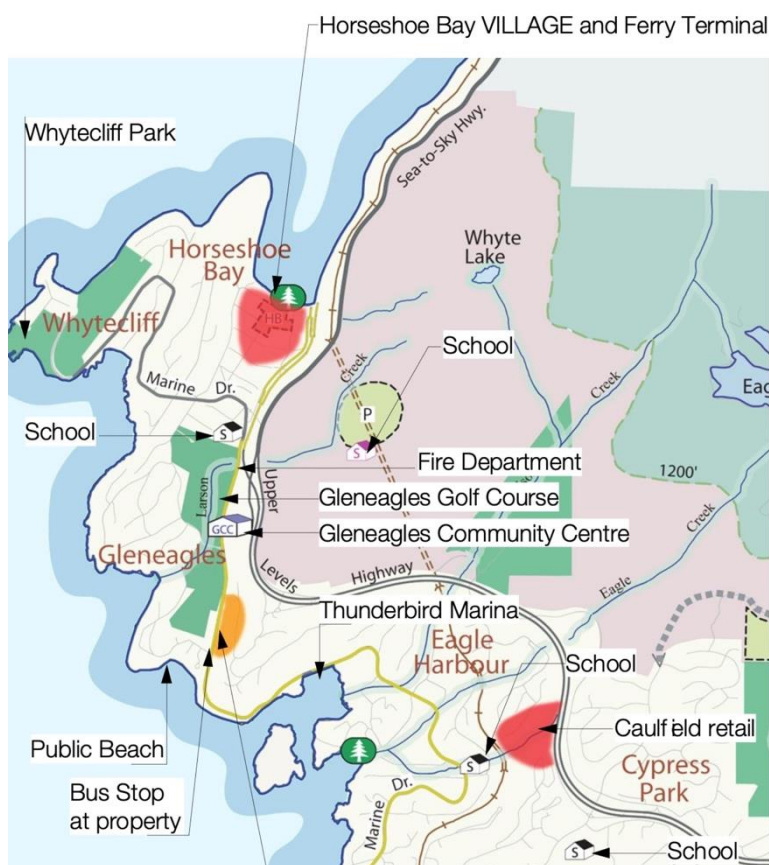 Horseshoe Bay VILLAGE and Ferry Terminal
Sea-to-Sky Hwy.
Whytecliff Park
Horseshoe
Bay
Whyte
Lake
Whytecliff
HB
School
Creek
Creek
Marine Dr.
P
Eag
School
S
S
Fire Department
1200'
Upper
Larson
Gleneagles Golf Course
Creek
GCC
Gleneagles Community Centre
Gleneagles
Levels
Highway
Eagle
Thunderbird Marina
Eagle
Harbour
School
Public Beach
Caulfield retail
S
Cypress
Park
Bus Stop
at property
Marine Dr.
S
School